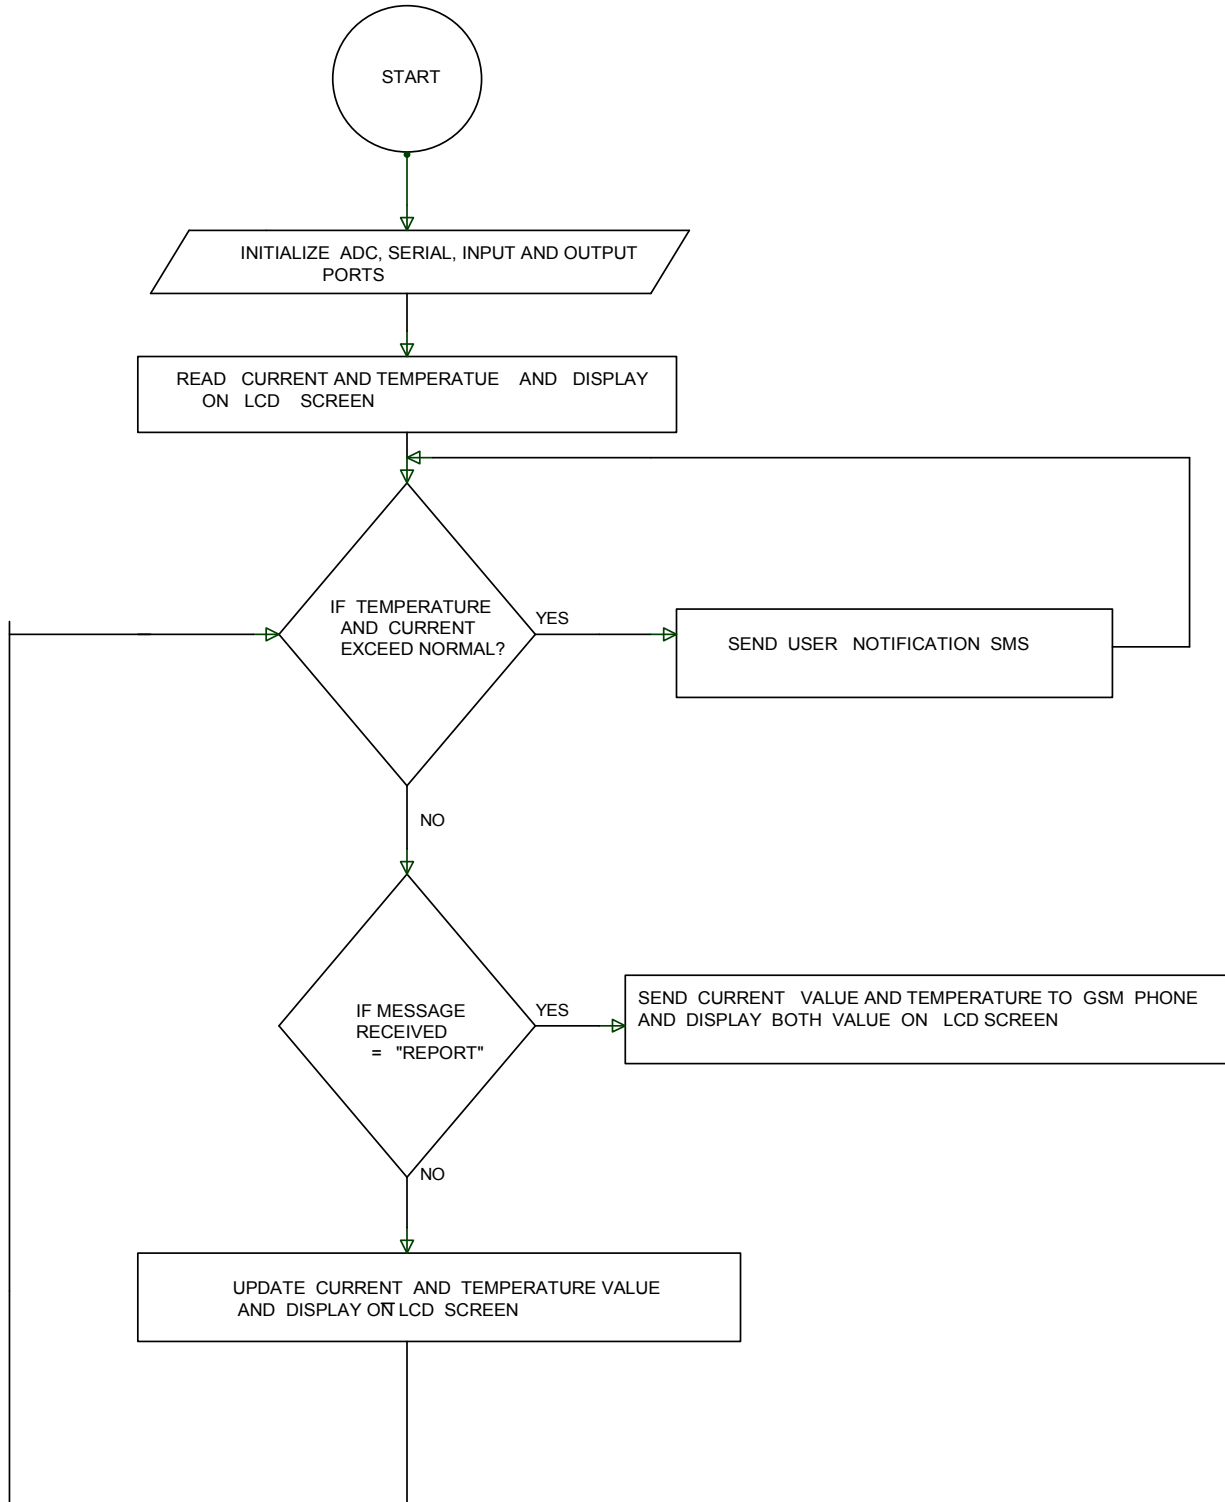 START
INITIALIZE ADC, SERIAL, INPUT AND OUTPUT
PORTS
READ CURRENT AND TEMPERATUE AND DISPLAY
ON LCD SCREEN
IF TEMPERATURE
AND CURRENT
EXCEED NORMAL?
YES
SEND USER NOTIFICATION SMS
NO
IF MESSAGE
RECEIVED
= "REPORT"
YES
SEND CURRENT VALUE AND TEMPERATURE TO GSM PHONE
AND DISPLAY BOTH VALUE ON LCD SCREEN
NO
UPDATE CURRENT AND TEMPERATURE VALUE
AND DISPLAY ON LCD SCREEN